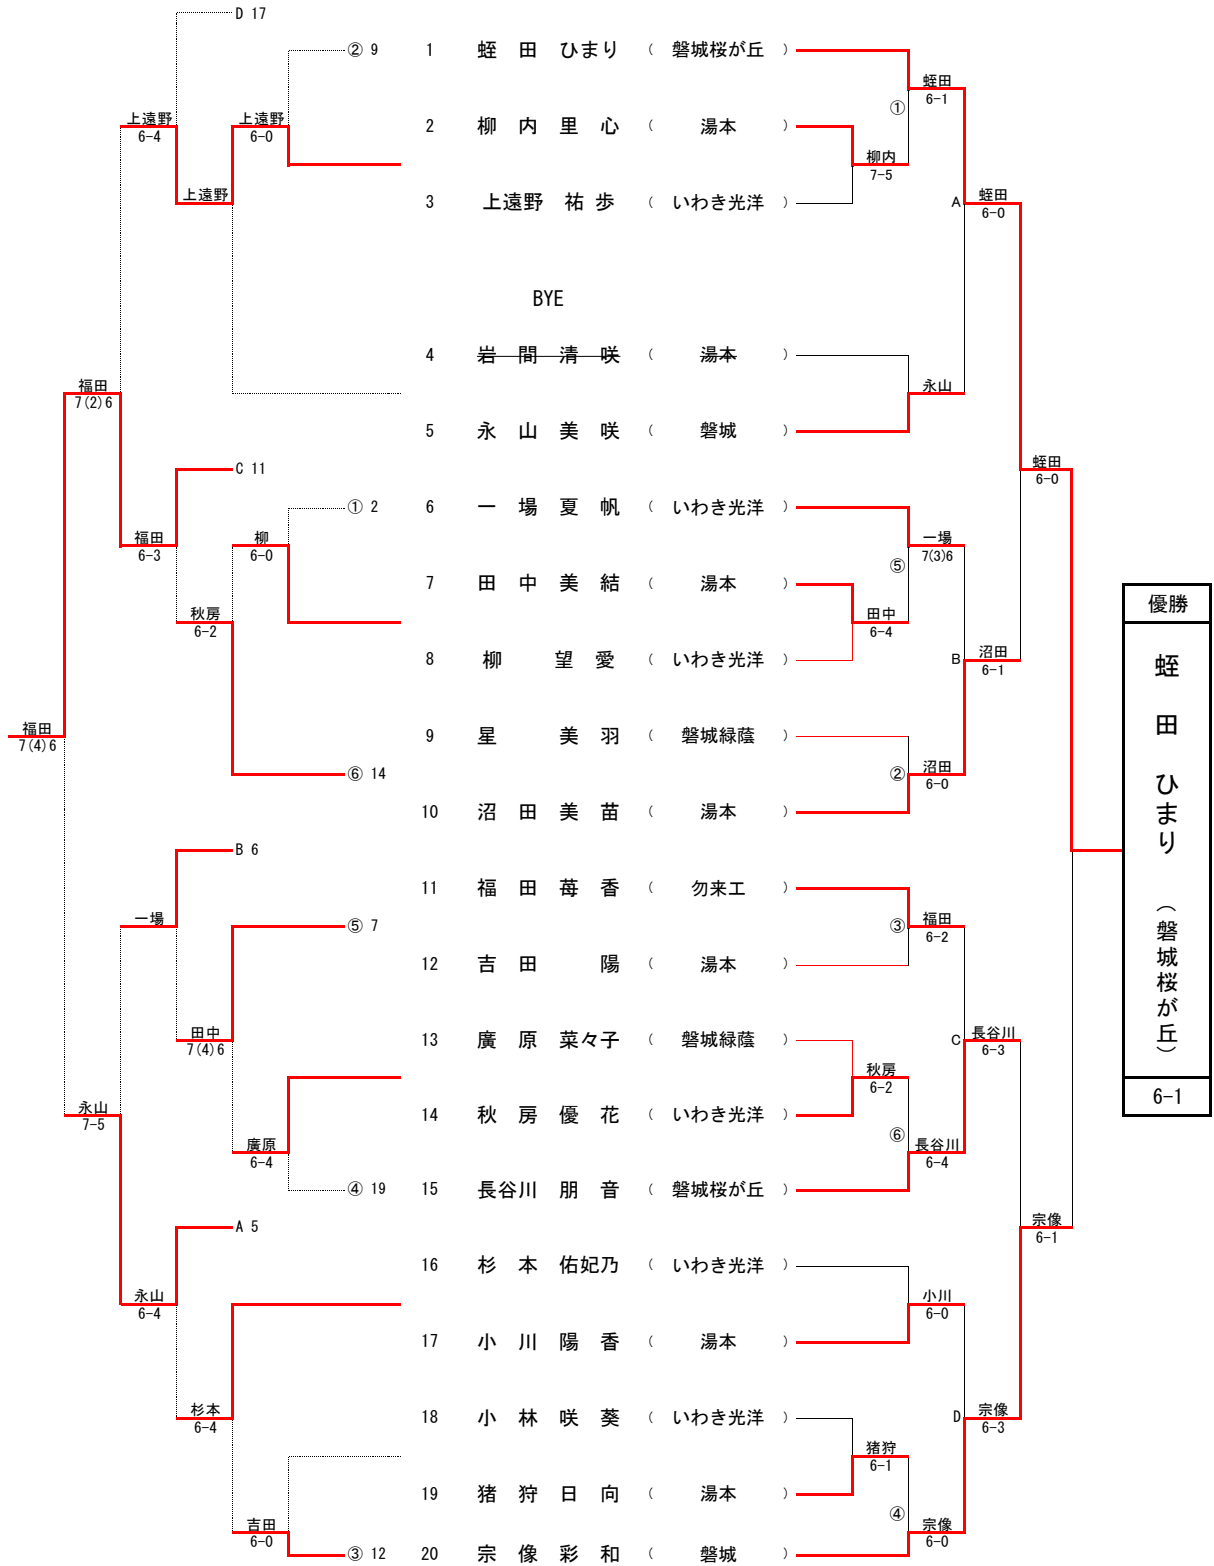 D 17
② 9 1 蛭 田 ひまり ( 磐城桜が丘 )
蛭田
6-1
①
上遠野
6-4
上遠野
6-0
2 柳 内 里 心 ( 湯本 )
柳内
7-5
上遠野
3 上遠野 祐 歩 ( いわき光洋 )
A
蛭田
6-0
BYE
4 岩 間 清 咲 ( 湯本 )
福田
7(2)6
永山
5 永 山 美 咲 ( 磐城 )
C 11
蛭田
6-0
① 2 6 一 場 夏 帆 ( いわき光洋 )
福田
6-3
柳
6-0
一場
7(3)6
⑤
7 田 中 美 結 ( 湯本 )
秋房
6-2
田中
6-4
優勝
8 柳 望 愛 ( いわき光洋 )
B
沼田
6-1
蛭 田 ひまり (磐城桜が丘)
6-1
福田
7(4)6
9 星 美 羽 ( 磐城緑蔭 )
⑥ 14
②
沼田
6-0
10 沼 田 美 苗 ( 湯本 )
B 6
11 福 田 苺 香 ( 勿来工 )
一場
⑤ 7
③
福田
6-2
12 吉 田 陽 ( 湯本 )
田中
7(4)6
13 廣 原 菜々子 ( 磐城緑蔭 )
C
長谷川
6-3
秋房
6-2
永山
7-5
14 秋 房 優 花 ( いわき光洋 )
⑥
廣原
6-4
長谷川
6-4
④ 19 15 長谷川 朋 音 ( 磐城桜が丘 )
A 5
宗像
6-1
16 杉 本 佑妃乃 ( いわき光洋 )
永山
6-4
小川
6-0
17 小 川 陽 香 ( 湯本 )
杉本
6-4
18 小 林 咲 葵 ( いわき光洋 )
D
宗像
6-3
猪狩
6-1
19 猪 狩 日 向 ( 湯本 )
④
吉田
6-0
宗像
6-0
③ 12 20 宗 像 彩 和 ( 磐城 )